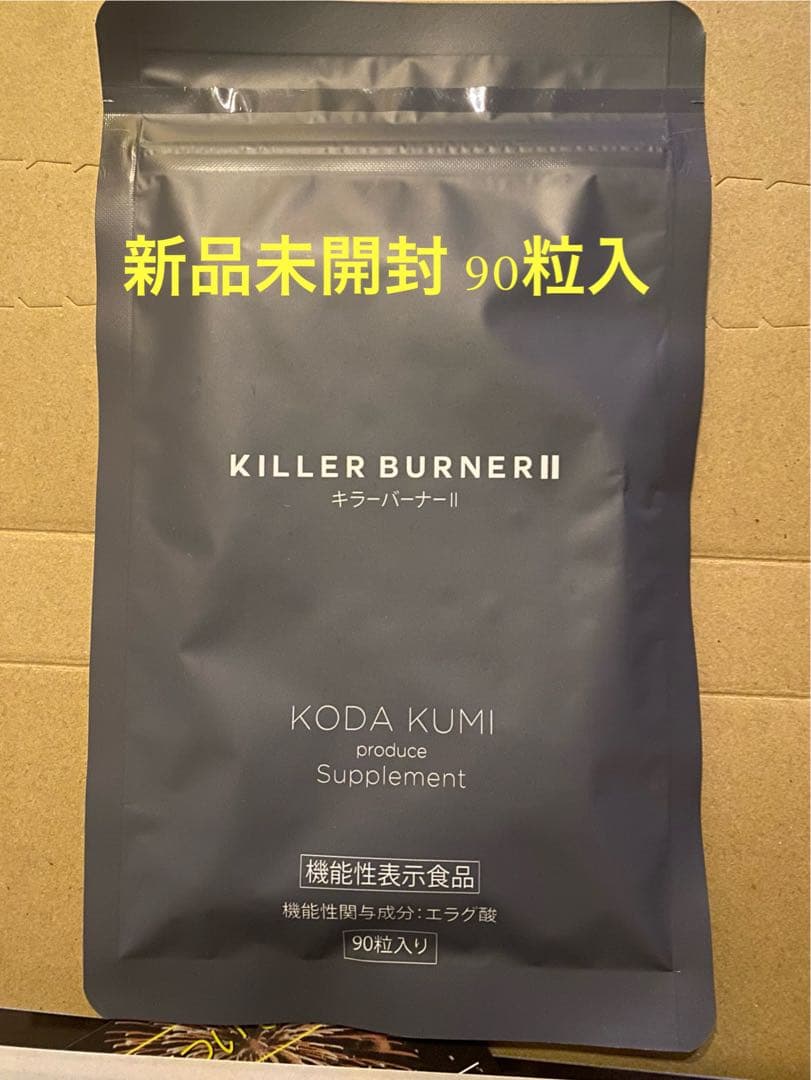 新品未開封 90粒入
KILLER BURNERⅡ
キラーバーナーⅡ
KODA KUMI
produce
Supplement
機能性表示食品
機能性関与成分：エラグ酸
90粒入り